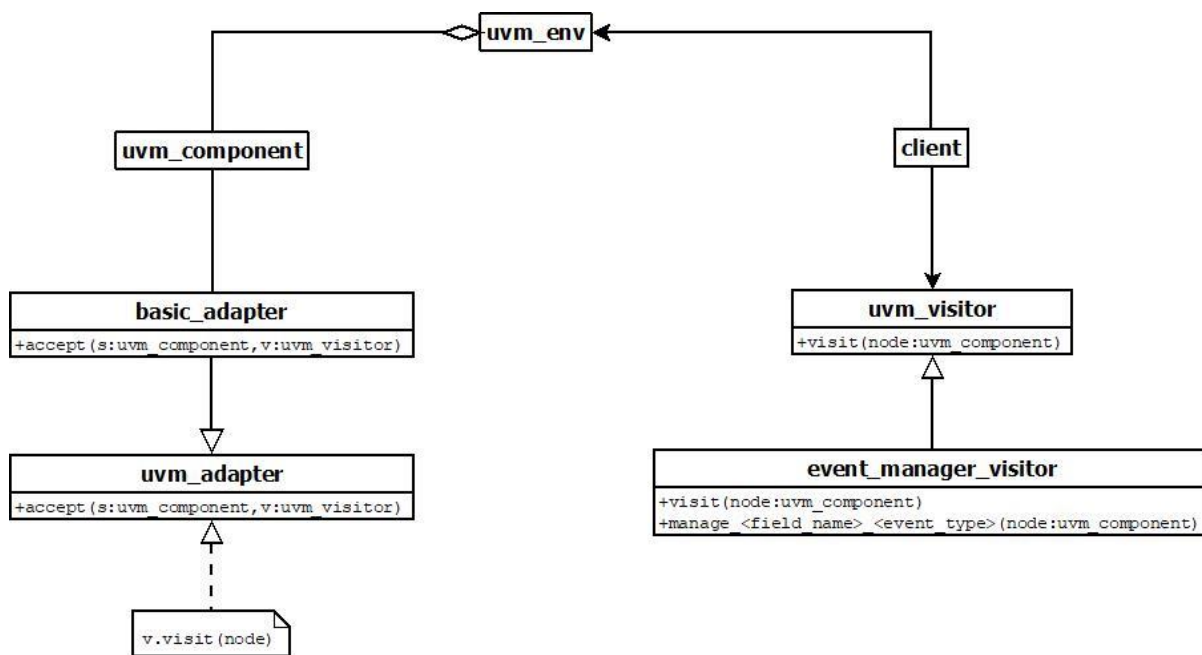 uvm_env
uvm_component
client
basic_adapter
+accept(s:uvm_component,v:uvm_visitor)
uvm_visitor
+visit(node:uvm_component)
uvm_adapter
+accept(s:uvm_component,v:uvm_visitor)
event_manager_visitor
+visit(node:uvm_component)
+manage_<field_name>_<event_type>(node:uvm_component)
v.visit(node)